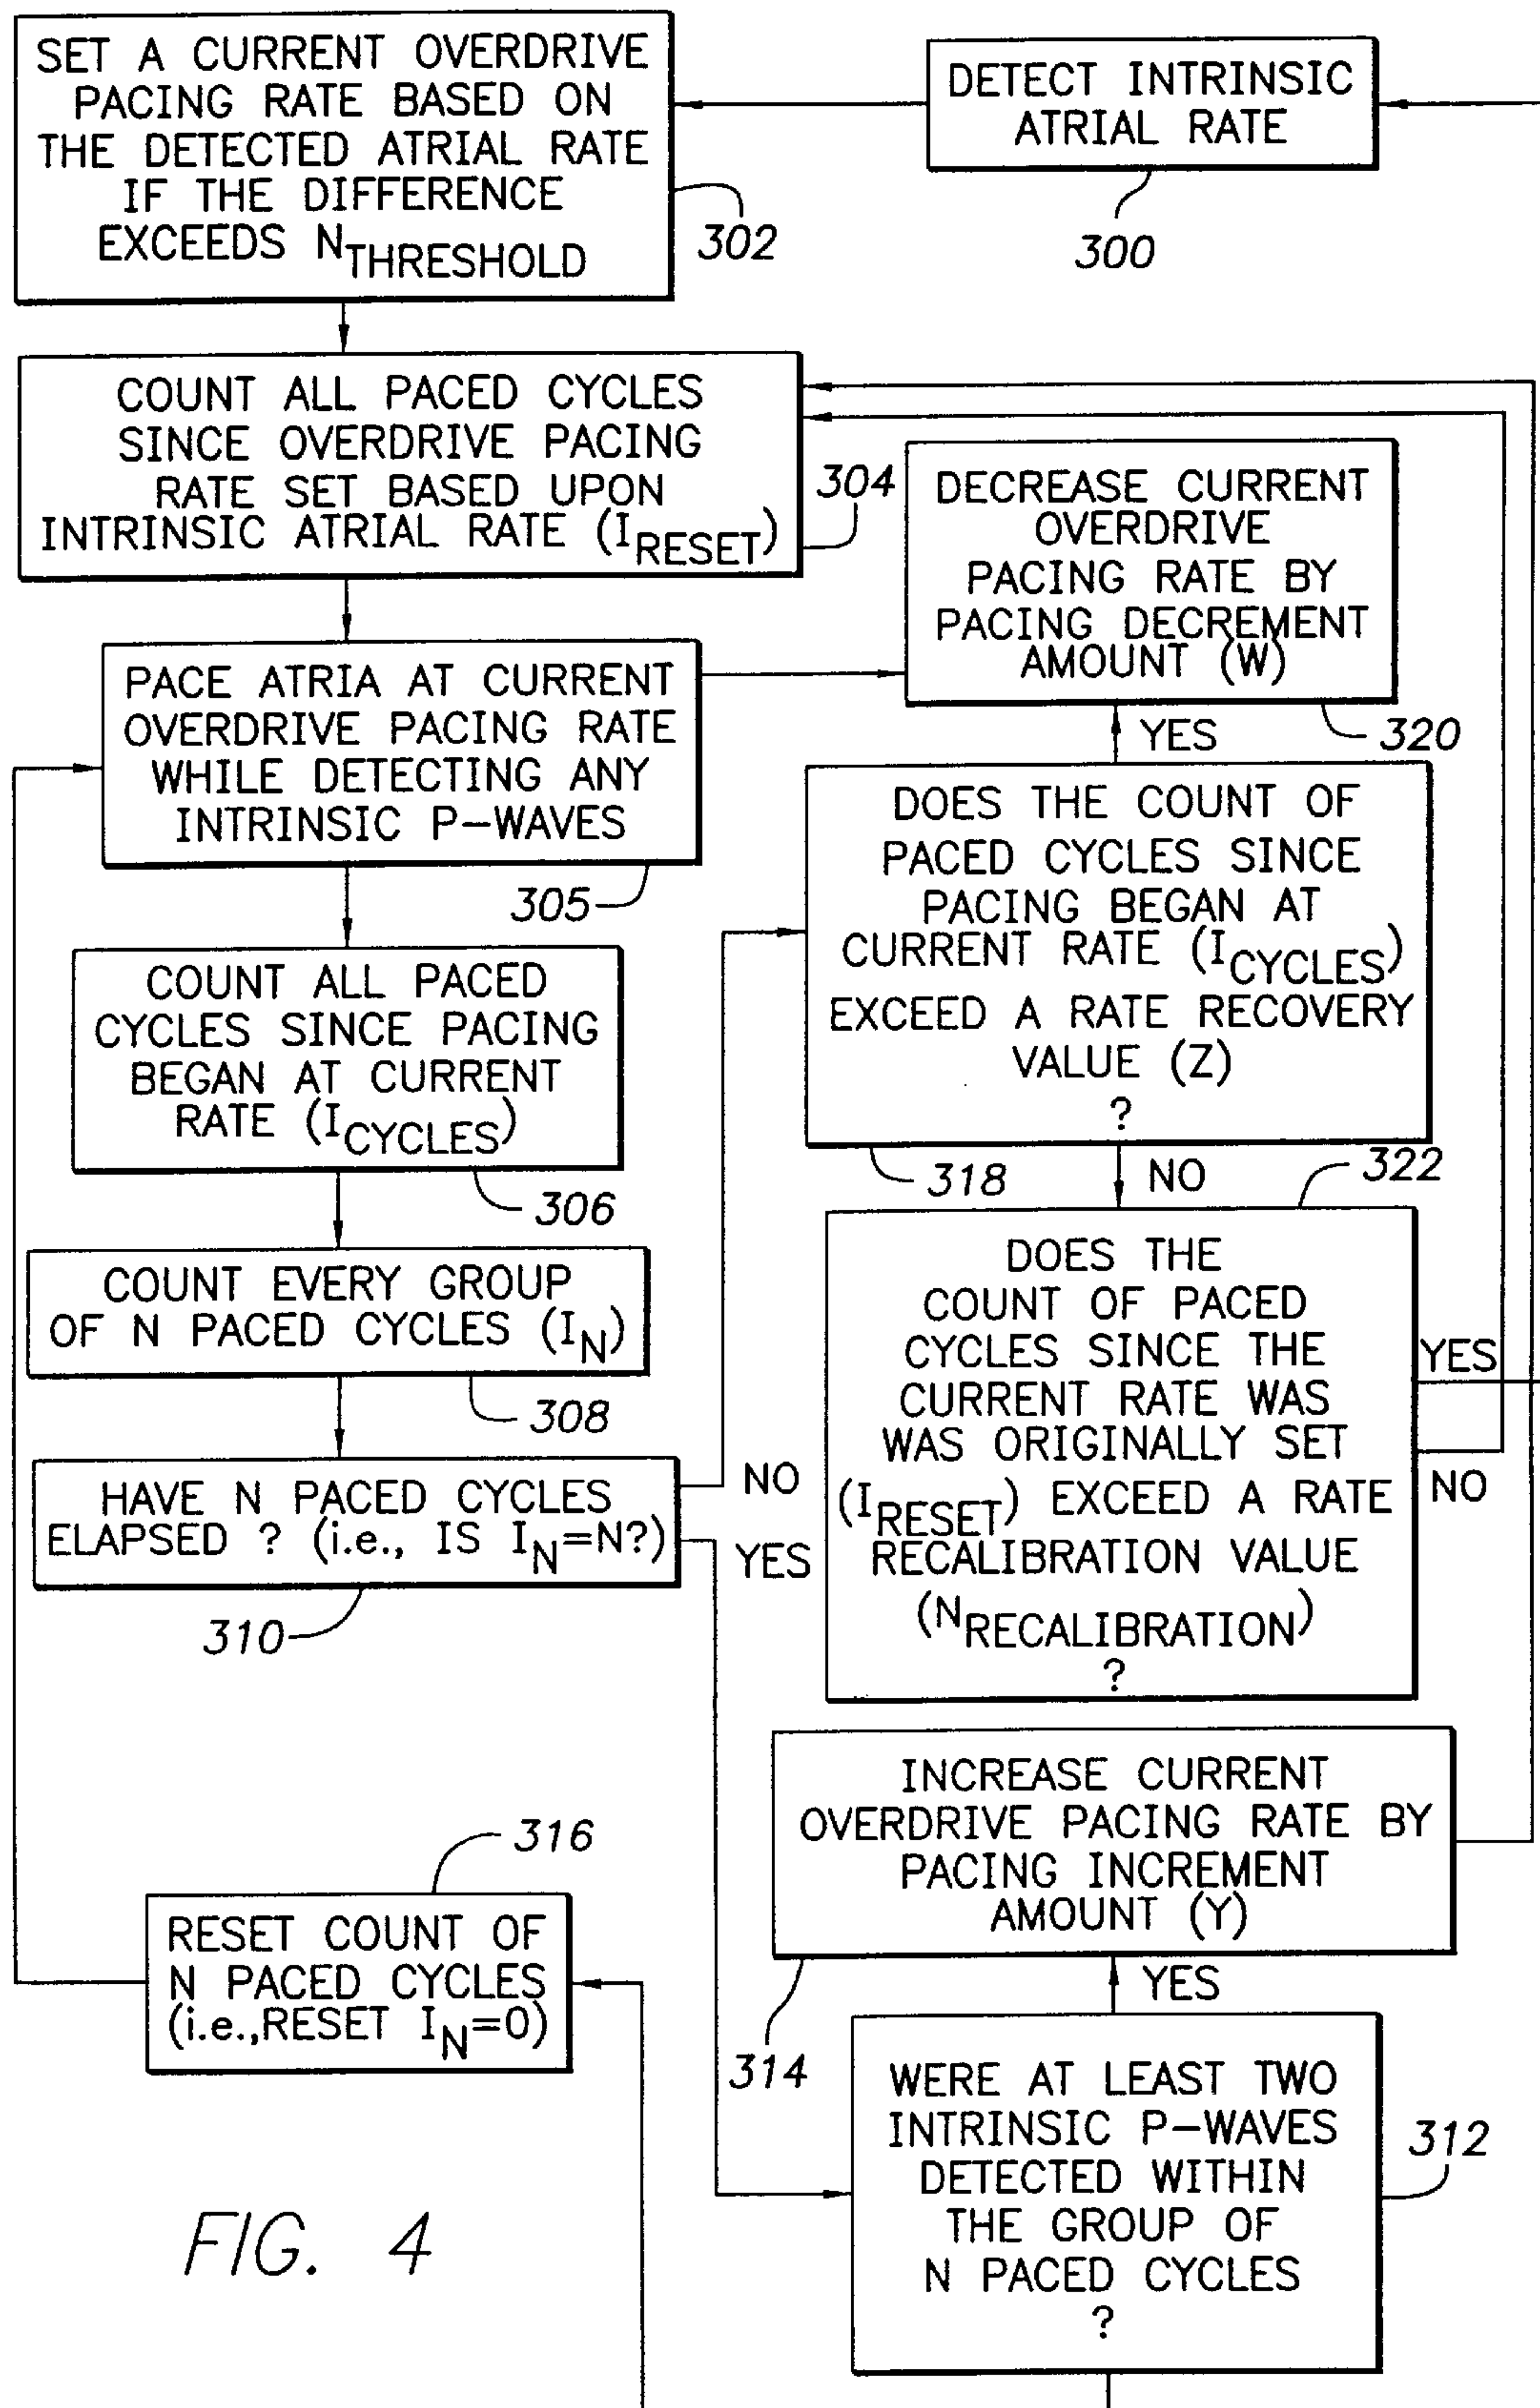 SET A CURRENT OVERDRIVE
PACING RATE BASED ON
THE DETECTED ATRIAL RATE
IF THE DIFFERENCE
EXCEEDS NTHRESHOLD
302
DETECT INTRINSIC
ATRIAL RATE
300
COUNT ALL PACED CYCLES
SINCE OVERDRIVE PACING
RATE SET BASED UPON
INTRINSIC ATRIAL RATE (IRESET)
304
DECREASE CURRENT
OVERDRIVE
PACING RATE BY
PACING DECREMENT
AMOUNT (W)
320
YES
PACE ATRIA AT CURRENT
OVERDRIVE PACING RATE
WHILE DETECTING ANY
INTRINSIC P-WAVES
305
DOES THE COUNT OF
PACED CYCLES SINCE
PACING BEGAN AT
CURRENT RATE (ICYCLES)
EXCEED A RATE RECOVERY
VALUE (Z)
?
318
NO
COUNT ALL PACED
CYCLES SINCE PACING
BEGAN AT CURRENT
RATE (ICYCLES)
306
322
DOES THE
COUNT OF PACED
CYCLES SINCE THE
CURRENT RATE WAS
WAS ORIGINALLY SET
(IRESET) EXCEED A RATE
RECALIBRATION VALUE
(NRECALIBRATION)
?
YES
NO
COUNT EVERY GROUP
OF N PACED CYCLES (IN)
308
HAVE N PACED CYCLES
ELAPSED ? (i.e., IS IN=N?)
310
NO
YES
INCREASE CURRENT
OVERDRIVE PACING RATE BY
PACING INCREMENT
AMOUNT (Y)
314
YES
316
RESET COUNT OF
N PACED CYCLES
(i.e.,RESET IN=0)
WERE AT LEAST TWO
INTRINSIC P-WAVES
DETECTED WITHIN
THE GROUP OF
N PACED CYCLES
?
312
FIG. 4